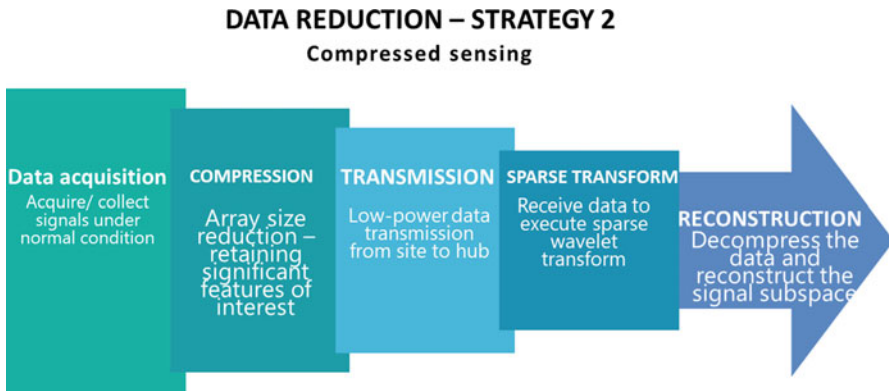 DATA REDUCTION – STRATEGY 2
Compressed sensing
Data acquisition
Acquire/ collect
signals under
normal condition
COMPRESSION
Array size
reduction –
retaining
significant
features of
interest
TRANSMISSION
Low-power data
transmission
from site to hub
SPARSE TRANSFORM
Receive data to
execute sparse
wavelet
transform
RECONSTRUCTION
Decompress the
data and
reconstruct the
signal subspace